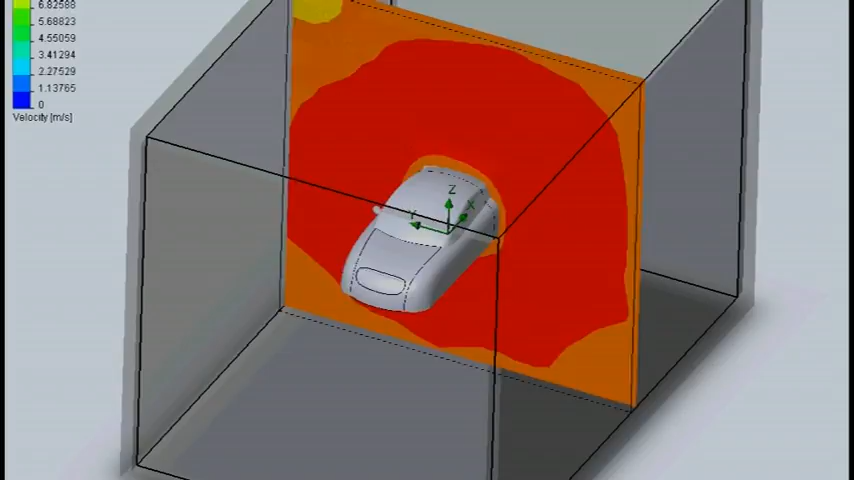 6.82588
5.68823
4.55059
3.41294
2.27529
1.13765
0
Velocity [m/s]
Z
X
Y